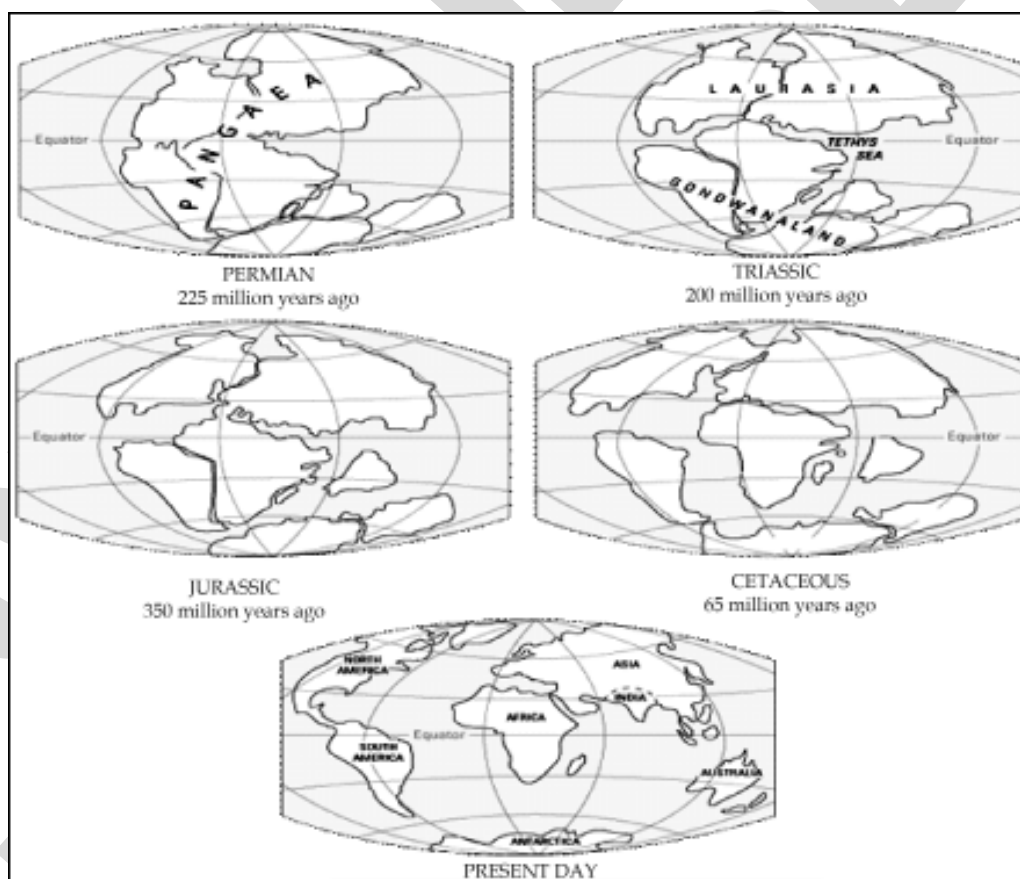 PANGAEA
Equator
LAURASIA
TETHYS
SEA
Equator
GONDWANALAND
PERMIAN
225 million years ago
TRIASSIC
200 million years ago
Equator
Equator
JURASSIC
350 million years ago
CETACEOUS
65 million years ago
NORTH
AMERICA
ASIA
INDIA
AFRICA
Equator
SOUTH
AMERICA
AUSTRALIA
ANTARCTICA
PRESENT DAY